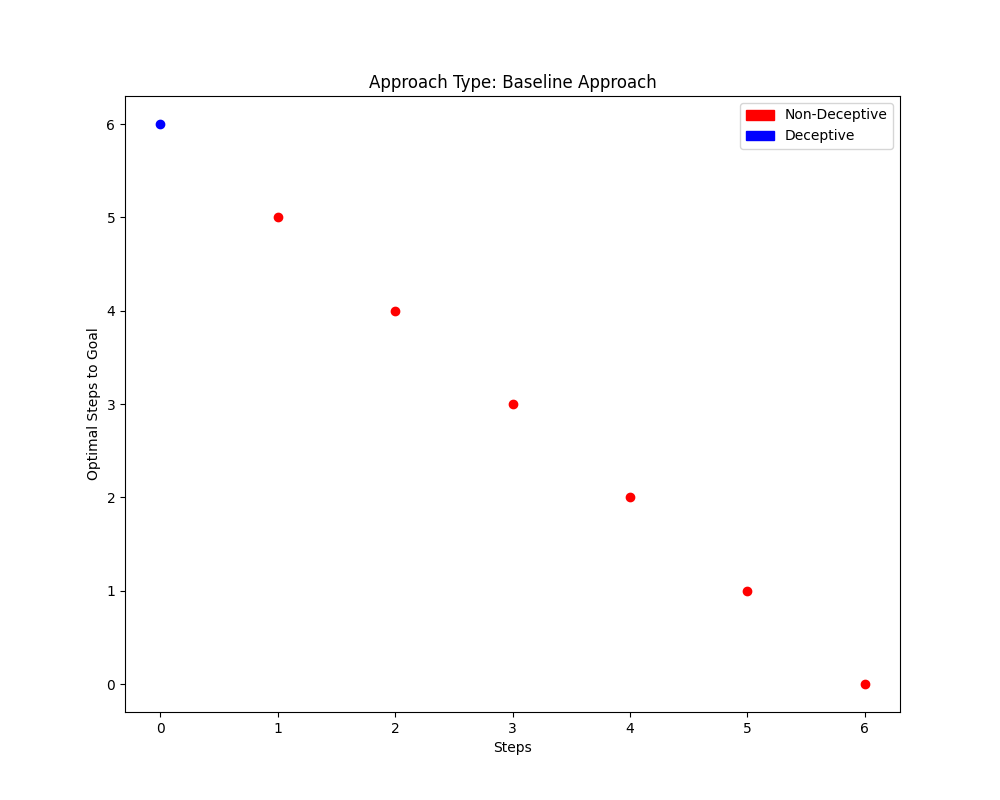 Approach Type: Baseline Approach
Non-Deceptive
Deceptive
Optimal Steps to Goal
6
5
4
3
2
1
0
0 1 2 3 4 5 6
Steps